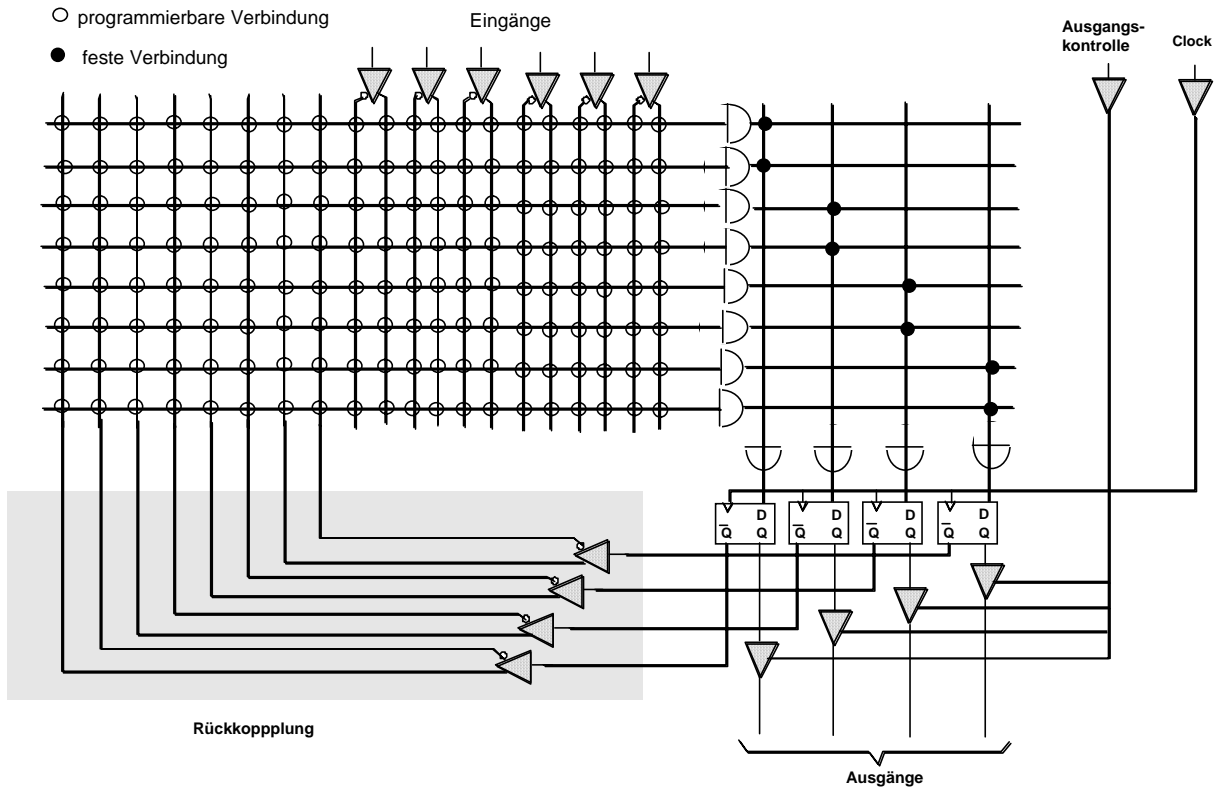 programmierbare Verbindung
feste Verbindung
Eingänge
Ausgangs-
kontrolle
Clock
D
Q
Q
D
Q
Q
D
Q
Q
D
Q
Q
Rückkoppplung
Ausgänge